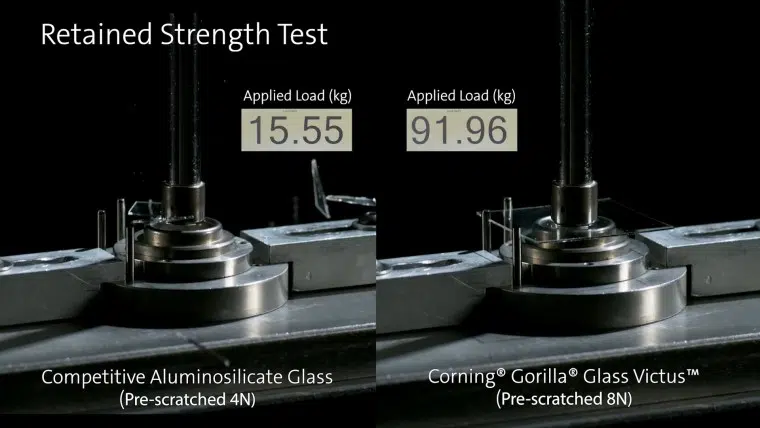 Retained Strength Test
Applied Load (kg)
15.55
Applied Load (kg)
91.96
Competitive Aluminosilicate Glass
(Pre-scratched 4N)
Corning® Gorilla® Glass Victus™
(Pre-scratched 8N)